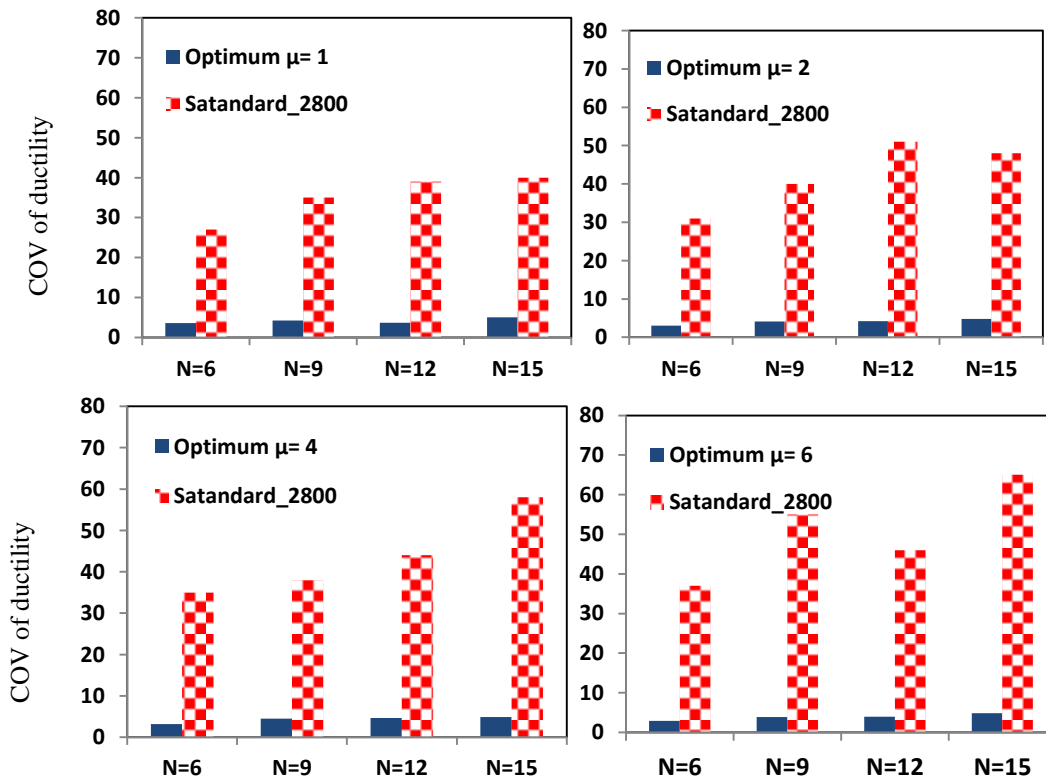 COV of ductility
80
70
60
50
40
30
20
10
0
Optimum μ= 1
Satandard_2800
N=6 N=9 N=12 N=15
80
70
60
50
40
30
20
10
0
Optimum μ= 2
Satandard_2800
N=6 N=9 N=12 N=15
COV of ductility
80
70
60
50
40
30
20
10
0
Optimum μ= 4
Satandard_2800
N=6 N=9 N=12 N=15
80
70
60
50
40
30
20
10
0
Optimum μ= 6
Satandard_2800
N=6 N=9 N=12 N=15